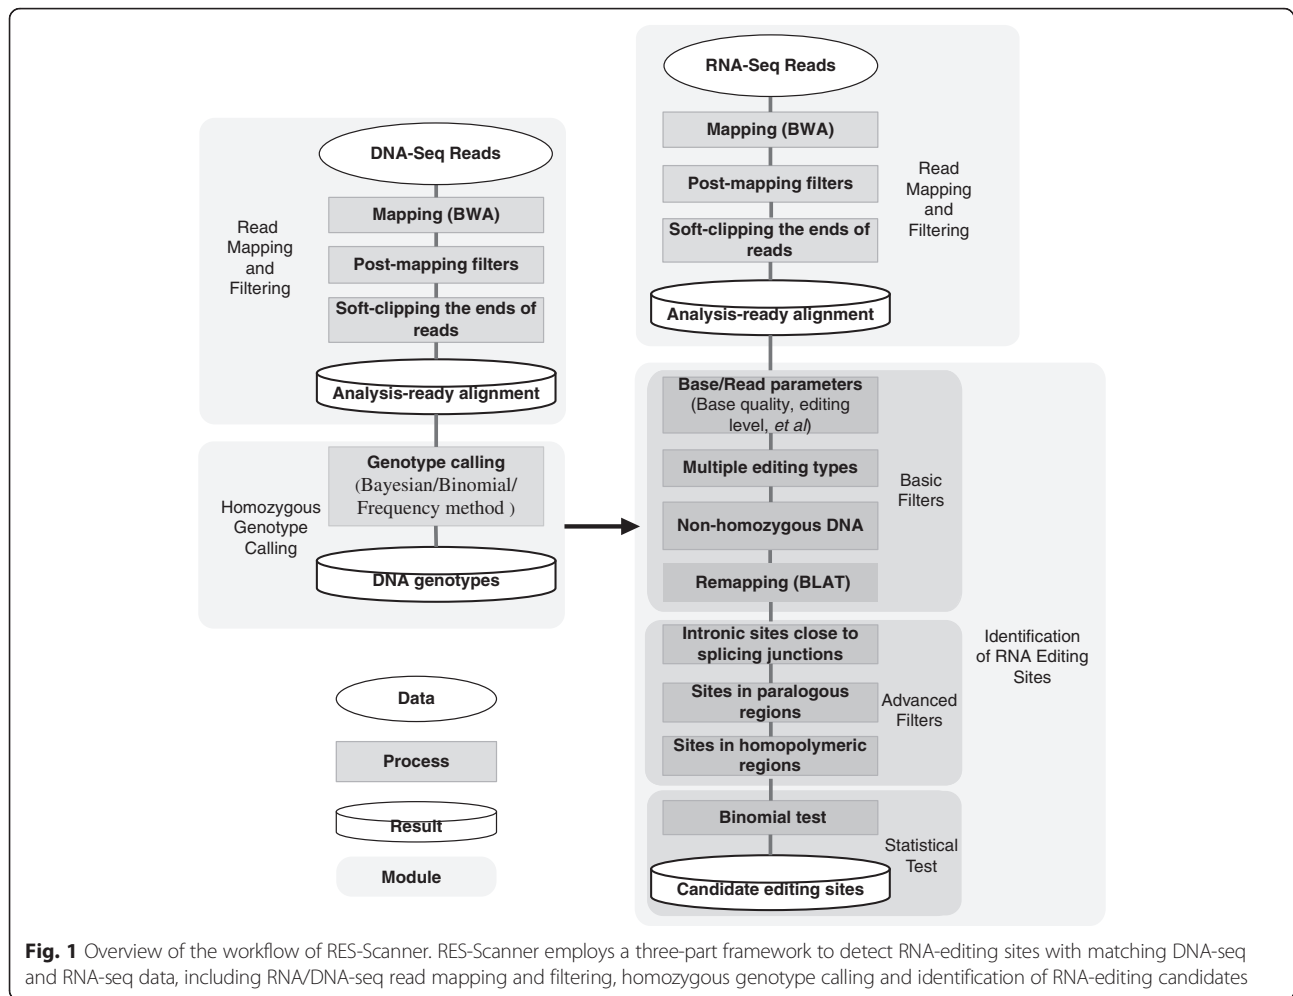 DNA-Seq Reads
Mapping (BWA)
Post-mapping filters
Soft-clipping the ends of
reads
Analysis-ready alignment
Read
Mapping
and
Filtering
Genotype calling
(Bayesian/Binomial/
Frequency method )
DNA genotypes
Homozygous
Genotype
Calling
Data
Process
Result
Module
RNA-Seq Reads
Mapping (BWA)
Post-mapping filters
Soft-clipping the ends of
reads
Analysis-ready alignment
Read
Mapping
and
Filtering
Base/Read parameters
(Base quality, editing
level, et al)
Multiple editing types
Non-homozygous DNA
Remapping (BLAT)
Basic
Filters
Intronic sites close to
splicing junctions
Sites in paralogous
regions
Sites in homopolymeric
regions
Advanced
Filters
Binomial test
Candidate editing sites
Statistical
Test
Identification
of RNA Editing
Sites
Fig. 1 Overview of the workflow of RES-Scanner. RES-Scanner employs a three-part framework to detect RNA-editing sites with matching DNA-seq
and RNA-seq data, including RNA/DNA-seq read mapping and filtering, homozygous genotype calling and identification of RNA-editing candidates